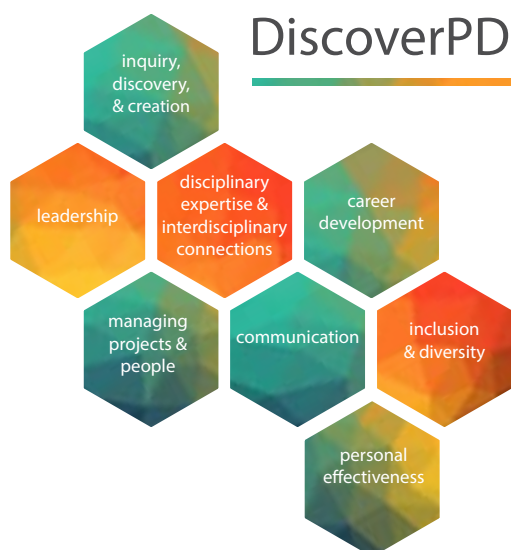 DiscoverPD
inquiry,
discovery,
& creation
leadership
disciplinary
expertise &
interdisciplinary
connections
career
development
managing
projects &
people
communication
inclusion
& diversity
personal
effectiveness